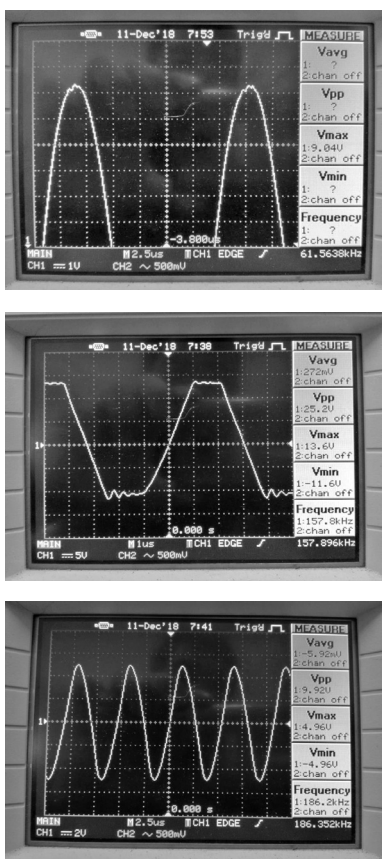 11-Dec'18 7:53 Trig'd MEASURE
Vavg
1: ?
2:chan off
Vpp
1: ?
2:chan off
Vmax
1:9.04V
2:chan off
Vmin
1: ?
2:chan off
Frequency
1: ?
2:chan off
-3.800us
MAIN M 2.5us T CH1 EDGE 61.5638kHz
CH1 1V CH2 ~ 500mV
11-Dec'18 7:38 Trig'd MEASURE
Vavg
1:272mV
2:chan off
Vpp
1:25.2V
2:chan off
Vmax
1:13.6V
2:chan off
Vmin
1:-11.6V
2:chan off
Frequency
1:157.8kHz
2:chan off
1
0.000 s
MAIN M 1us T CH1 EDGE 157.896kHz
CH1 5V CH2 ~ 500mV
11-Dec'18 7:41 Trig'd MEASURE
Vavg
1:-5.92mV
2:chan off
Vpp
1:9.92V
2:chan off
Vmax
1:4.96V
2:chan off
Vmin
1:-4.96V
2:chan off
Frequency
1:186.2kHz
2:chan off
1
0.000 s
MAIN M 2.5us T CH1 EDGE 186.352kHz
CH1 2V CH2 ~ 500mV